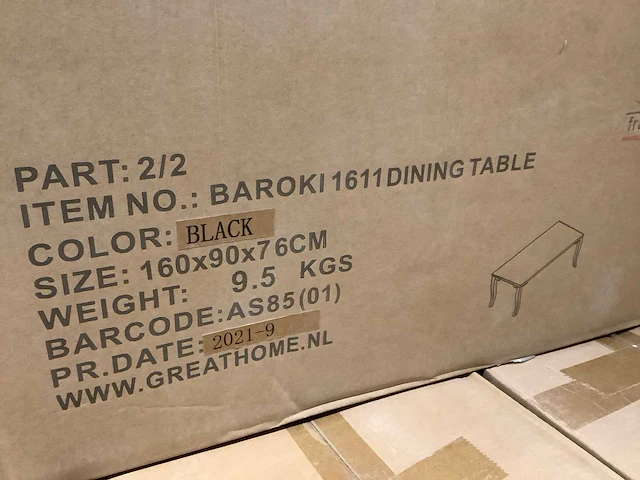 PART: 2/2
ITEM NO.: BAROKI 1611 DINING TABLE
COLOR: BLACK
SIZE: 160x90x76CM
WEIGHT: 9.5 KGS
BARCODE: AS85(01)
PR.DATE: 2021-9
WWW.GREATHOME.NL